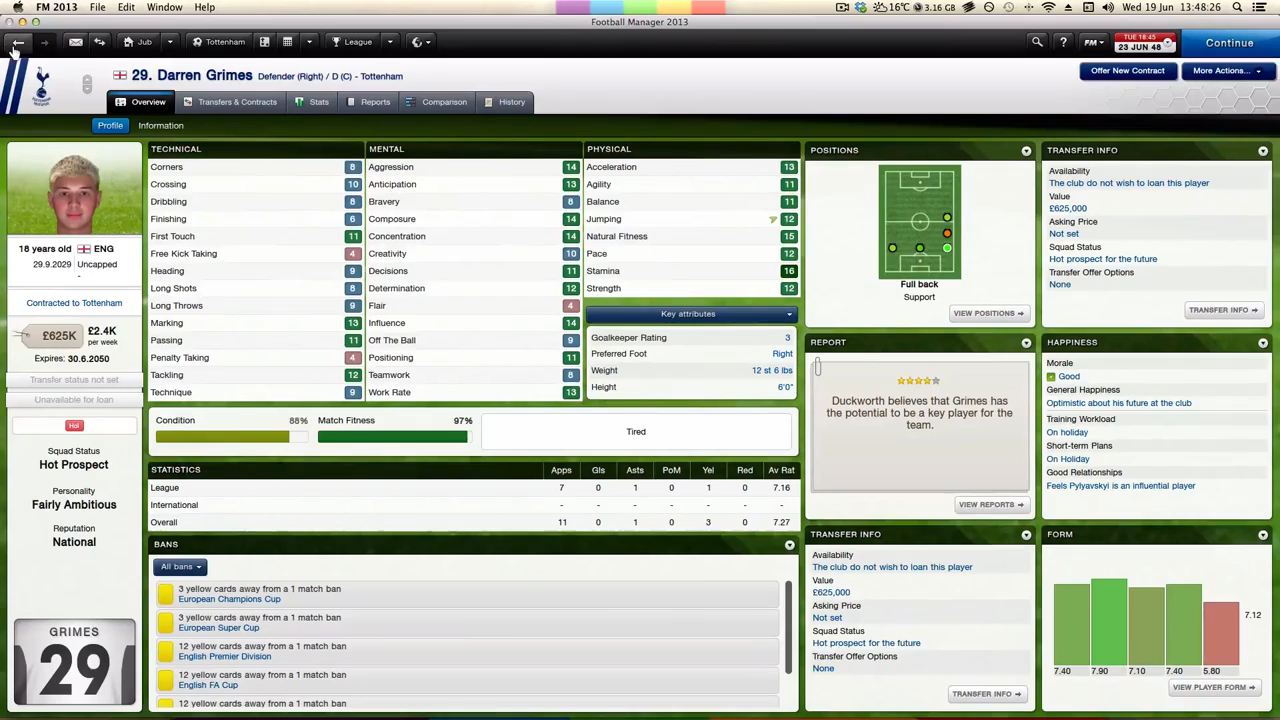 FM 2013 File Edit Window Help
16°C 3.16 GB Wed 19 Jun 13:48:26
Football Manager 2013
Job Tottenham League FM TUE 18:45 23 JUN 48 Continue
29. Darren Grimes Defender (Right) / D (C) - Tottenham
Offer New Contract More Actions...
Overview Transfers & Contracts Stats Reports Comparison History
Profile Information
18 years old ENG
29.9.2029 Uncapped
Contracted to Tottenham
£625K £2.4K per week
Expires: 30.6.2050
Transfer status not set
Unavailable for loan
Hol
Squad Status
Hot Prospect
Personality
Fairly Ambitious
Reputation
National
GRIMES
29
TECHNICAL
Corners 8
Crossing 10
Dribbling 8
Finishing 6
First Touch 11
Free Kick Taking 4
Heading 9
Long Shots 8
Long Throws 9
Marking 13
Passing 11
Penalty Taking 4
Tackling 12
Technique 9
MENTAL
Aggression 14
Anticipation 13
Bravery 8
Composure 14
Concentration 14
Creativity 10
Decisions 11
Determination 12
Flair 4
Influence 14
Off The Ball 9
Positioning 11
Teamwork 8
Work Rate 13
PHYSICAL
Acceleration 13
Agility 11
Balance 11
Jumping 12
Natural Fitness 15
Pace 12
Stamina 16
Strength 12
Key attributes
Goalkeeper Rating 3
Preferred Foot Right
Weight 12 st 6 lbs
Height 6'0"
Condition 88% Match Fitness 97%
Tired
STATISTICS Apps Gls Asts PoM Yel Red Av Rat
League 7 0 1 0 1 0 7.16
International - - - - - - -
Overall 11 0 1 0 3 0 7.27
BANS
All bans
3 yellow cards away from a 1 match ban
European Champions Cup
3 yellow cards away from a 1 match ban
European Super Cup
12 yellow cards away from a 1 match ban
English Premier Division
12 yellow cards away from a 1 match ban
English FA Cup
12 yellow cards away from a 1 match ban
POSITIONS
Full back
Support
VIEW POSITIONS
REPORT
Duckworth believes that Grimes has
the potential to be a key player for the
team.
VIEW REPORTS
TRANSFER INFO
Availability
The club do not wish to loan this player
Value
£625,000
Asking Price
Not set
Squad Status
Hot prospect for the future
Transfer Offer Options
None
TRANSFER INFO
TRANSFER INFO
Availability
The club do not wish to loan this player
Value
£625,000
Asking Price
Not set
Squad Status
Hot prospect for the future
Transfer Offer Options
None
TRANSFER INFO
HAPPINESS
Morale
Good
General Happiness
Optimistic about his future at the club
Training Workload
On holiday
Short-term Plans
On Holiday
Good Relationships
Feels Pylyavskyi is an influential player
FORM
7.12
7.40 7.90 7.10 7.40 5.80
VIEW PLAYER FORM